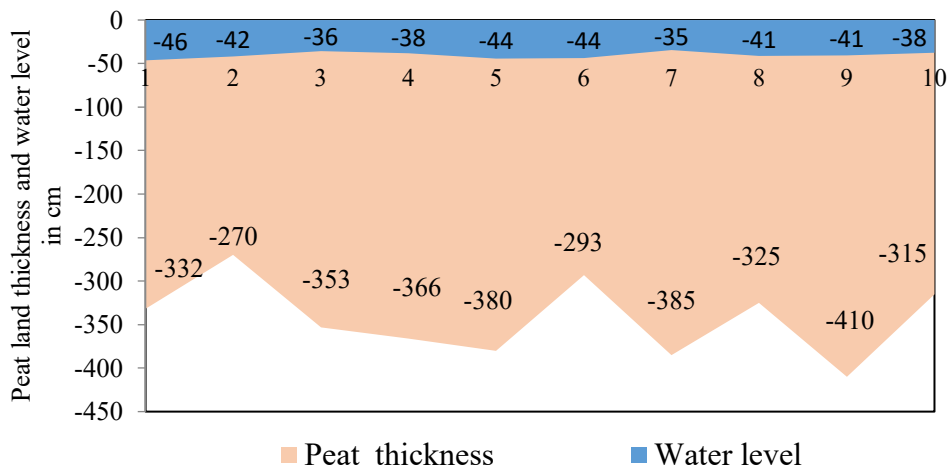 Peat land thickness and water level
in cm
0
-50
-100
-150
-200
-250
-300
-350
-400
-450
-46 -42 -36 -38 -44 -44 -35 -41 -41 -38
1 2 3 4 5 6 7 8 9 10
-332 -270 -353 -366 -380 -293 -385 -325 -410 -315
Peat thickness Water level